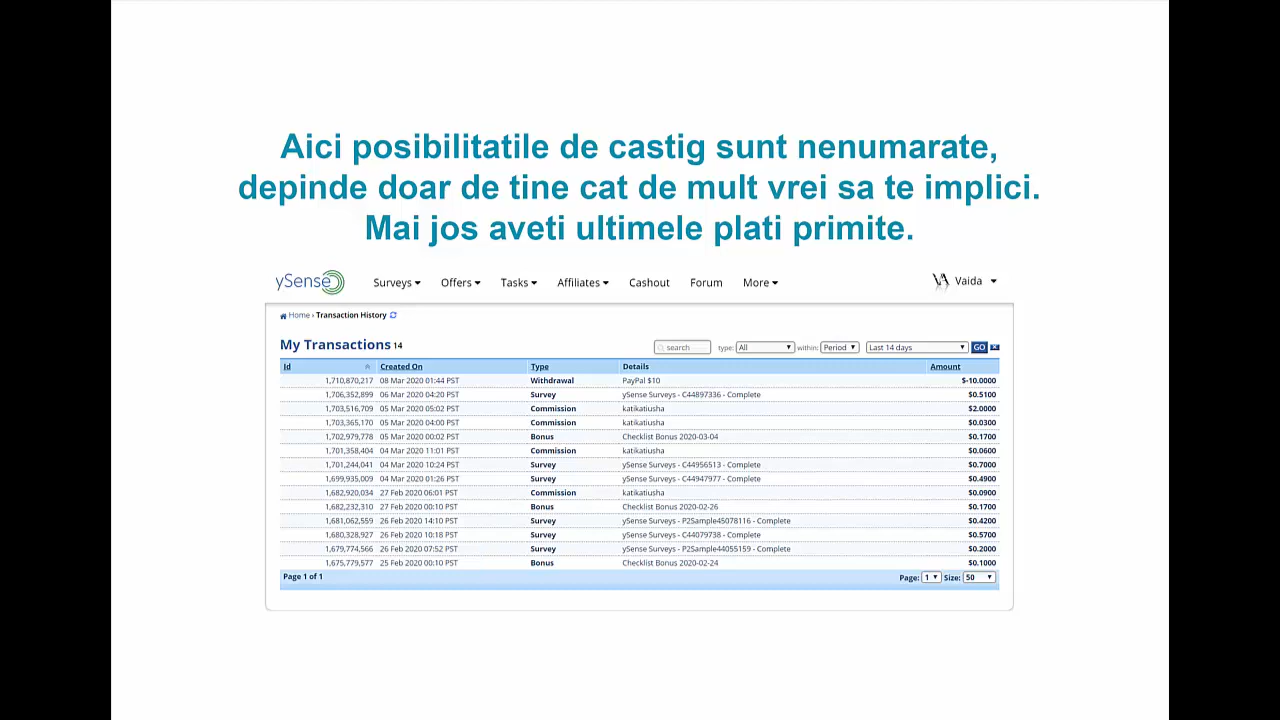 Aici posibilitatile de castig sunt nenumarate,
depinde doar de tine cat de mult vrei sa te implici.
Mai jos aveti ultimele plati primite.
ySense Surveys Offers Tasks Affiliates Cashout Forum More Vaida
Home › Transaction History
My Transactions 14 search type: All within: Period Last 14 days GO
Id Created On Type Details Amount
1,710,870,217 08 Mar 2020 01:44 PST Withdrawal PayPal $10 $-10.0000
1,706,352,899 06 Mar 2020 04:20 PST Survey ySense Surveys - C44897336 - Complete $0.5100
1,703,516,709 05 Mar 2020 05:02 PST Commission katikatiusha $2.0000
1,703,365,170 05 Mar 2020 04:00 PST Commission katikatiusha $0.0300
1,702,979,778 05 Mar 2020 00:02 PST Bonus Checklist Bonus 2020-03-04 $0.1700
1,701,358,404 04 Mar 2020 11:01 PST Commission katikatiusha $0.0600
1,701,244,041 04 Mar 2020 10:24 PST Survey ySense Surveys - C44956513 - Complete $0.7000
1,699,935,009 04 Mar 2020 01:26 PST Survey ySense Surveys - C44947977 - Complete $0.4900
1,682,920,034 27 Feb 2020 06:01 PST Commission katikatiusha $0.0900
1,682,232,310 27 Feb 2020 00:10 PST Bonus Checklist Bonus 2020-02-26 $0.1700
1,681,062,559 26 Feb 2020 14:10 PST Survey ySense Surveys - P2Sample45078116 - Complete $0.4200
1,680,328,927 26 Feb 2020 10:18 PST Survey ySense Surveys - C44079738 - Complete $0.5700
1,679,774,566 26 Feb 2020 07:52 PST Survey ySense Surveys - P2Sample44055159 - Complete $0.2000
1,675,779,577 25 Feb 2020 00:10 PST Bonus Checklist Bonus 2020-02-24 $0.1000
Page 1 of 1 Page: 1 Size: 50